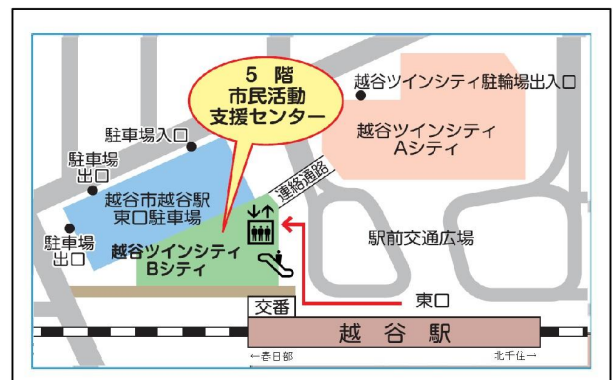 5 階
市民活動
支援センター
越谷ツインシティ駐輪場出入口
越谷ツインシティ
Aシティ
駐車場入口
駐車場
出口
越谷市越谷駅
東口駐車場
連絡通路
駐車場
出口
越谷ツインシティ
Bシティ
駅前交通広場
交番
東口
越谷駅
←春日部
北千住→